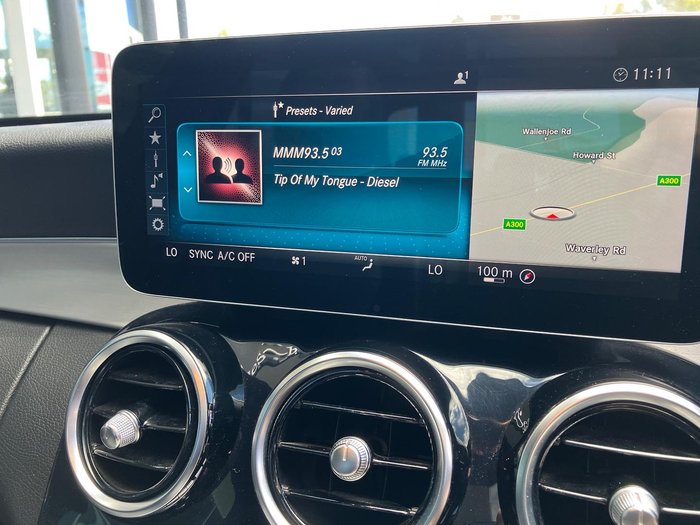 1 11:11
Presets - Varied
MMM93.5 03 93.5
FM MHz
Tip Of My Tongue - Diesel
Wallenjoe Rd
Howard St
A300
A300
Waverley Rd
LO SYNC A/C OFF 1 AUTO LO 100 m